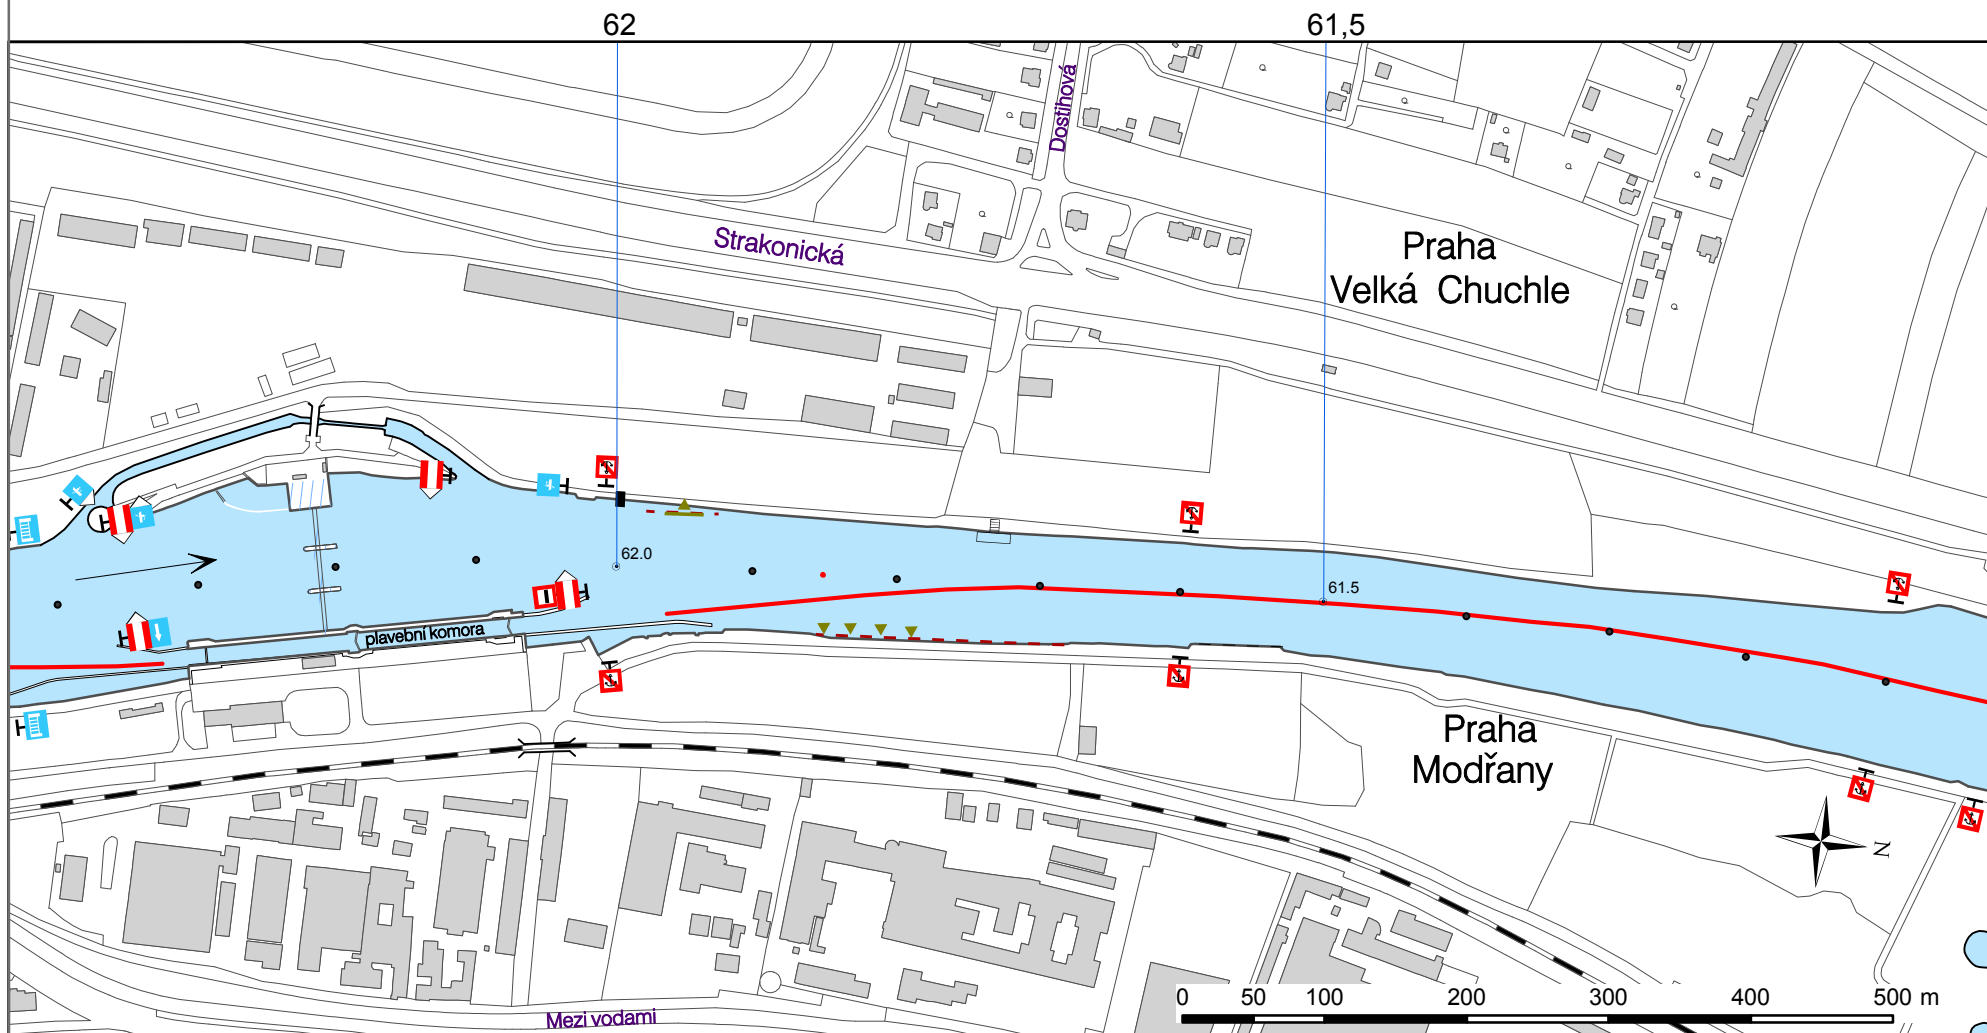 62
61,5
Dostihová
Strakonická
Praha
Velká Chuchle
62.0
61.5
plavební komora
Praha
Modřany
N
0 50 100 200 300 400 500 m
Mezi vodami